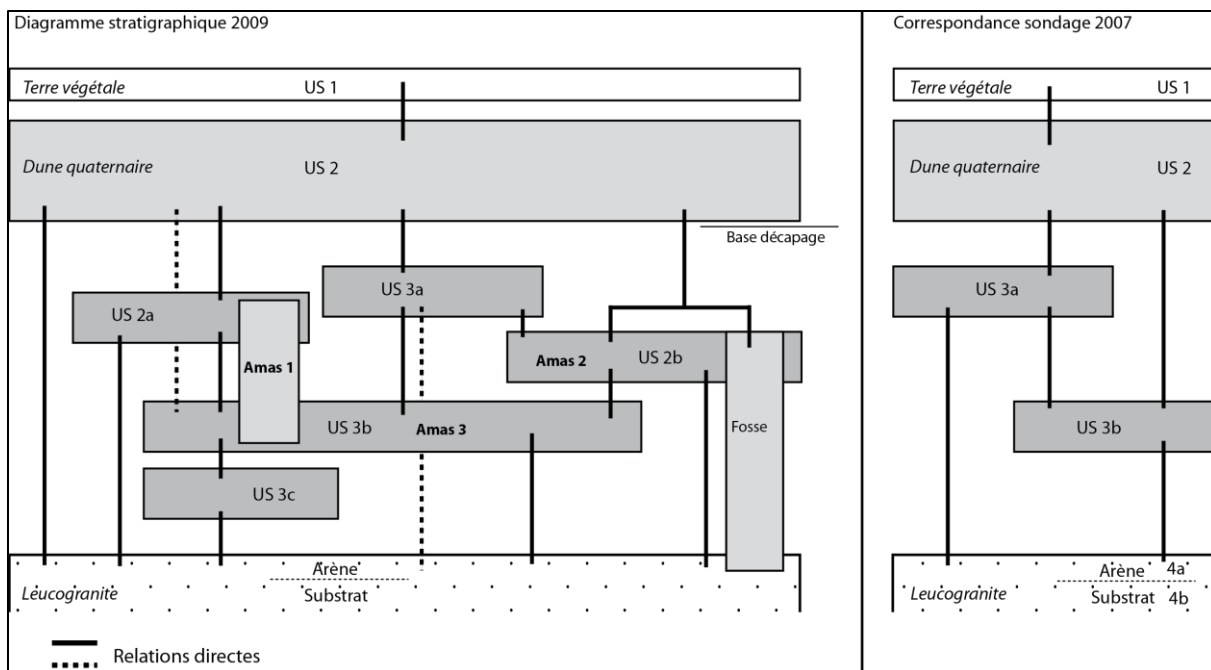 Diagramme stratigraphique 2009
Terre végétale US 1
Dune quaternaire US 2
Base décapage
US 3a
US 2a
Amas 2 US 2b
Amas 1
US 3b Amas 3
Fosse
US 3c
Arène
Leucogranite Substrat
Relations directes
Correspondance sondage 2007
Terre végétale US 1
Dune quaternaire US 2
US 3a
US 3b
Arène 4a
Leucogranite Substrat 4b